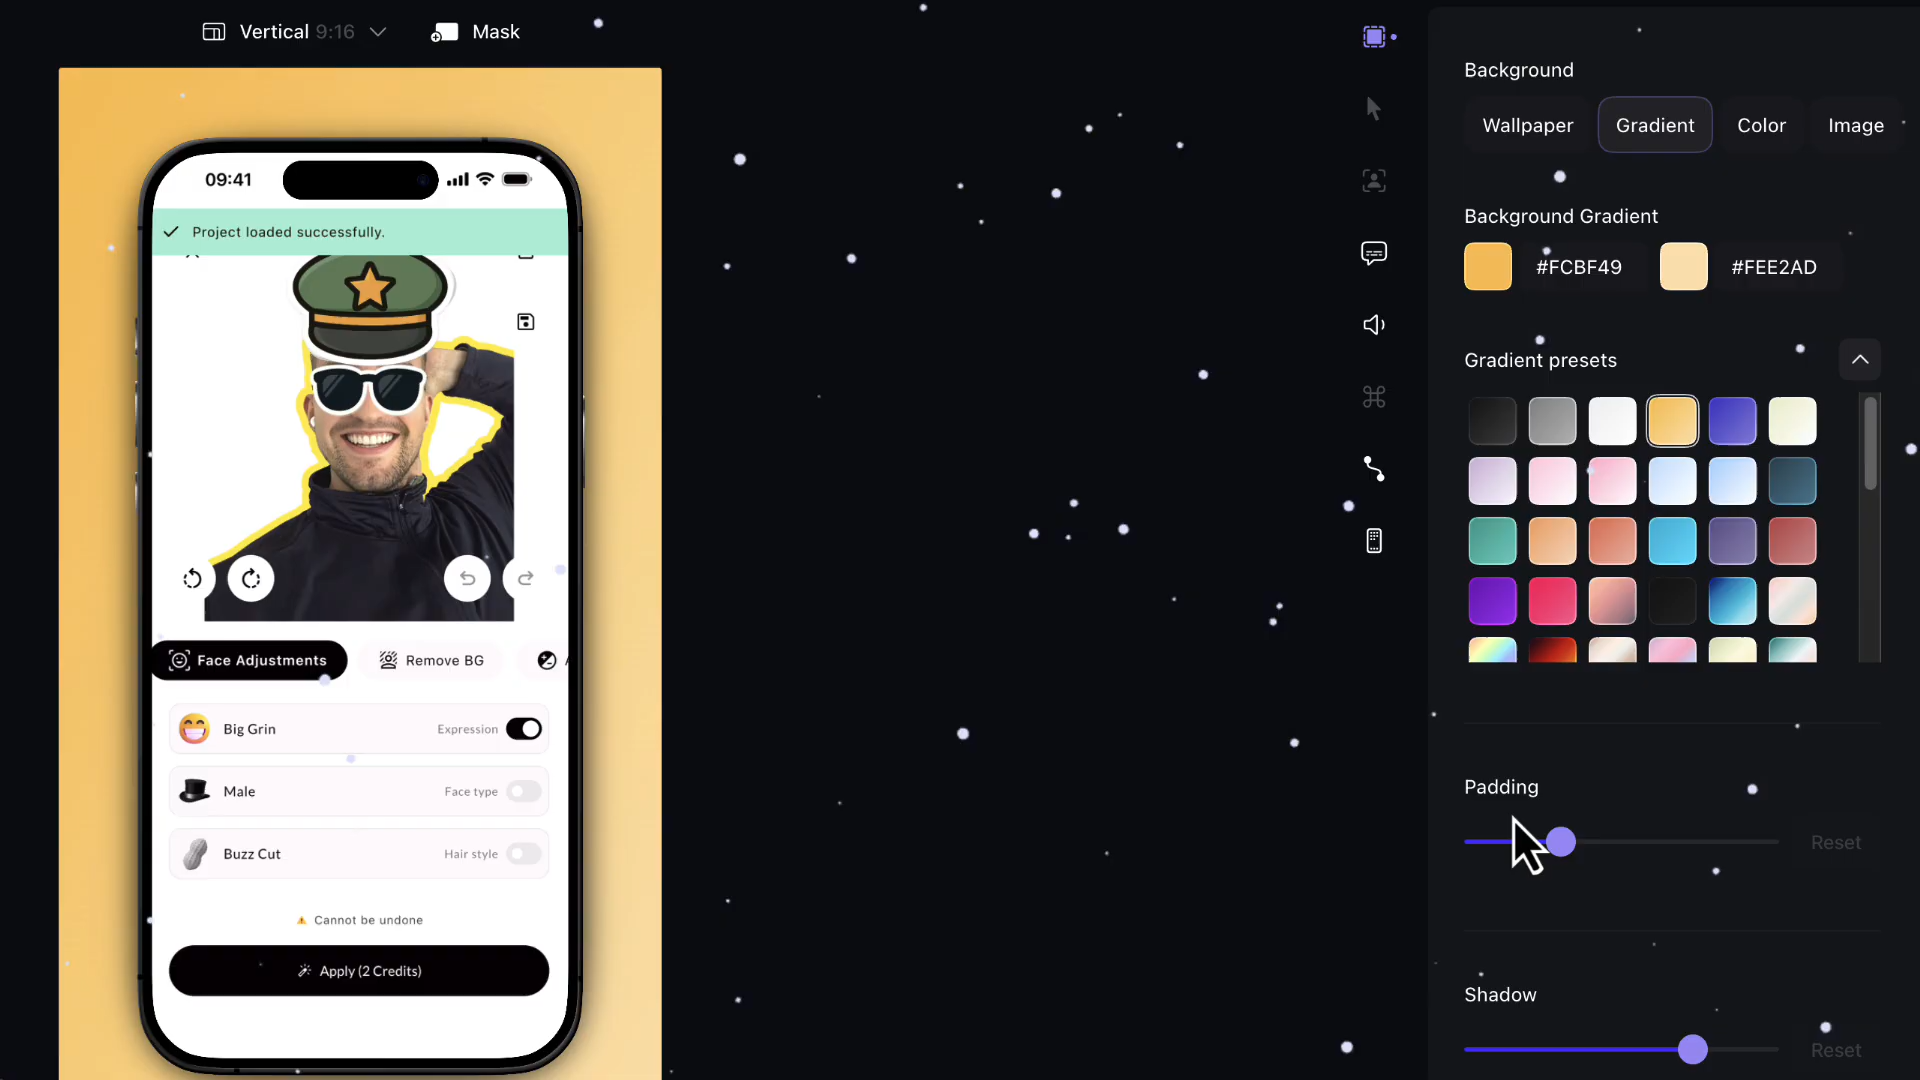 Vertical 9:16
Mask
09:41
Project loaded successfully.
Face Adjustments
Remove BG
Big Grin
Expression
Male
Face type
Buzz Cut
Hair style
Cannot be undone
Apply (2 Credits)
Background
Wallpaper
Gradient
Color
Image
Background Gradient
#FCBF49
#FEE2AD
Gradient presets
Padding
Reset
Shadow
Reset